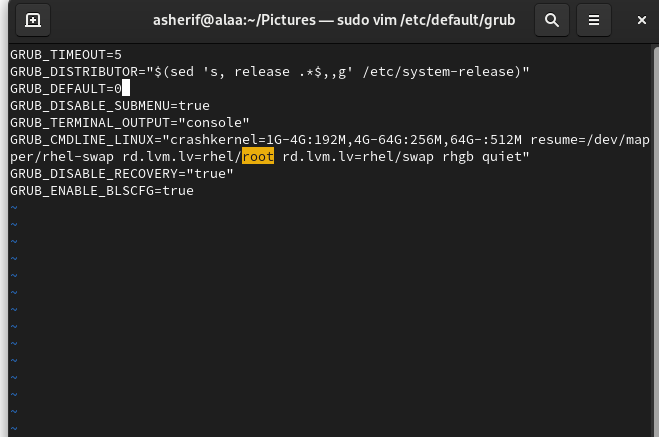 asherif@alaa:~/Pictures — sudo vim /etc/default/grub
GRUB_TIMEOUT=5
GRUB_DISTRIBUTOR="$(sed 's, release .*$,,g' /etc/system-release)"
GRUB_DEFAULT=0
GRUB_DISABLE_SUBMENU=true
GRUB_TERMINAL_OUTPUT="console"
GRUB_CMDLINE_LINUX="crashkernel=1G-4G:192M,4G-64G:256M,64G-:512M resume=/dev/map
per/rhel-swap rd.lvm.lv=rhel/root rd.lvm.lv=rhel/swap rhgb quiet"
GRUB_DISABLE_RECOVERY="true"
GRUB_ENABLE_BLSCFG=true
~
~
~
~
~
~
~
~
~
~
~
~
~
~